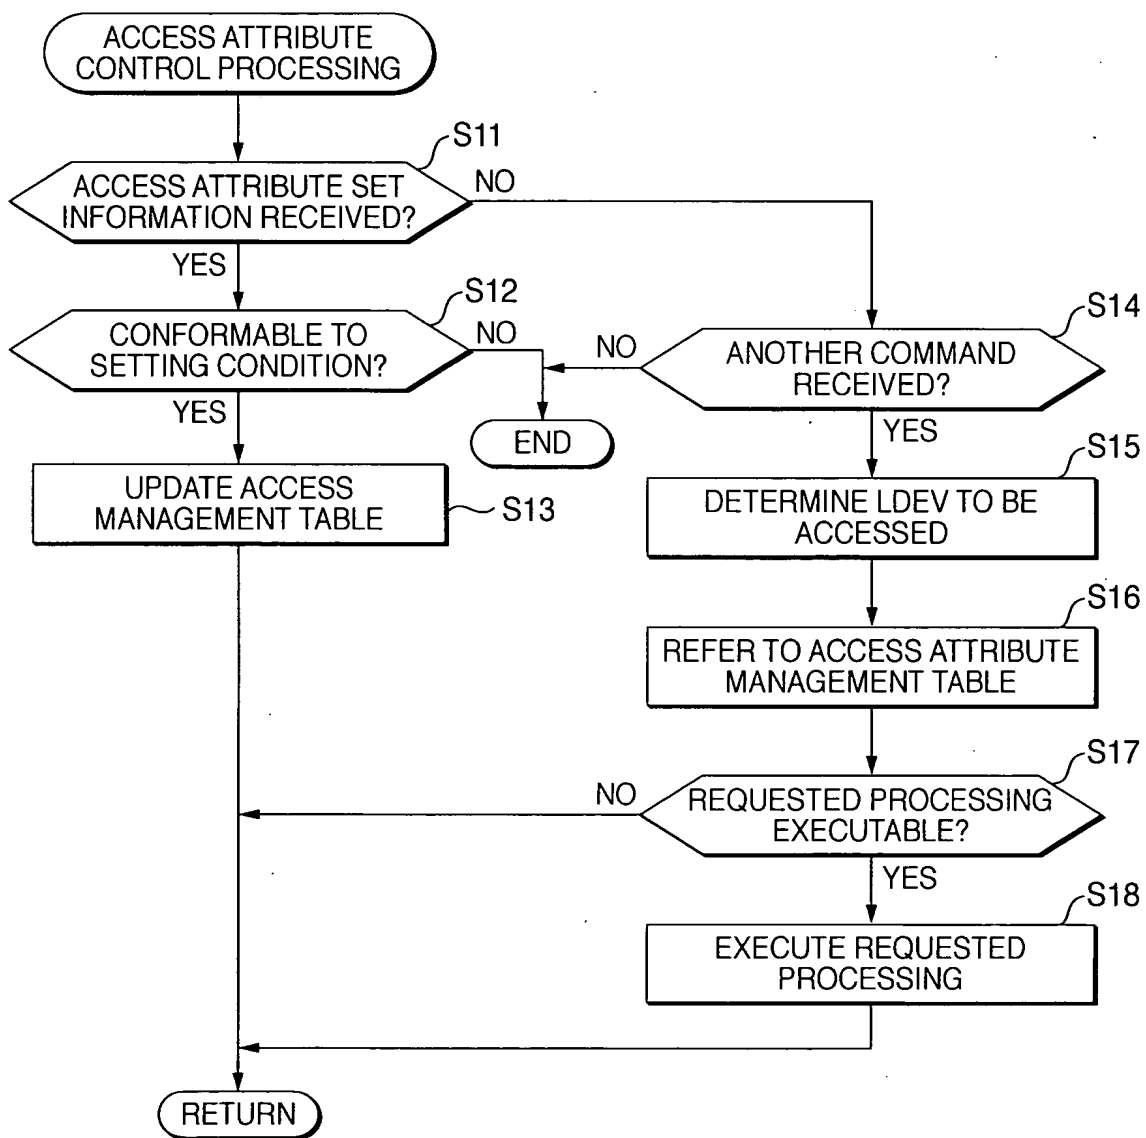 ACCESS ATTRIBUTE
CONTROL PROCESSING
S11
ACCESS ATTRIBUTE SET
INFORMATION RECEIVED?
NO
YES
S12
CONFORMABLE TO
SETTING CONDITION?
NO
YES
END
UPDATE ACCESS
MANAGEMENT TABLE
S13
S14
ANOTHER COMMAND
RECEIVED?
NO
YES
S15
DETERMINE LDEV TO BE
ACCESSED
S16
REFER TO ACCESS ATTRIBUTE
MANAGEMENT TABLE
S17
REQUESTED PROCESSING
EXECUTABLE?
NO
YES
S18
EXECUTE REQUESTED
PROCESSING
RETURN